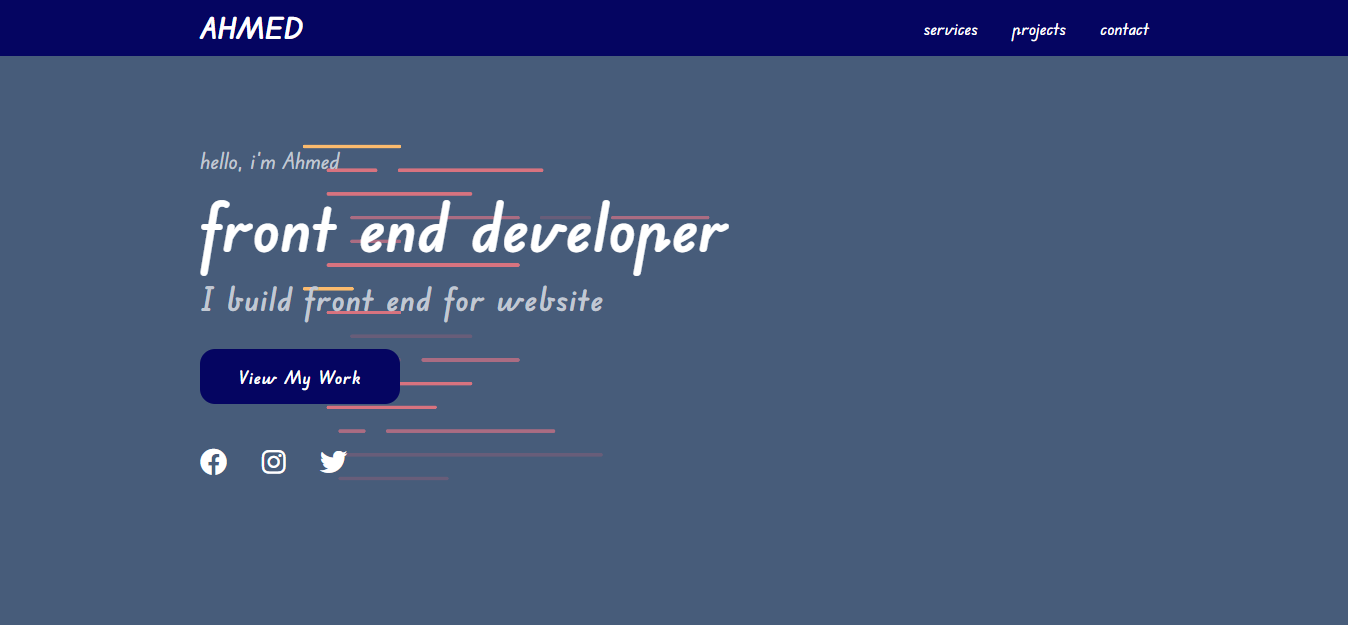 AHMED
services projects contact
hello, i'm Ahmed
front end developer
I build front end for website
View My Work